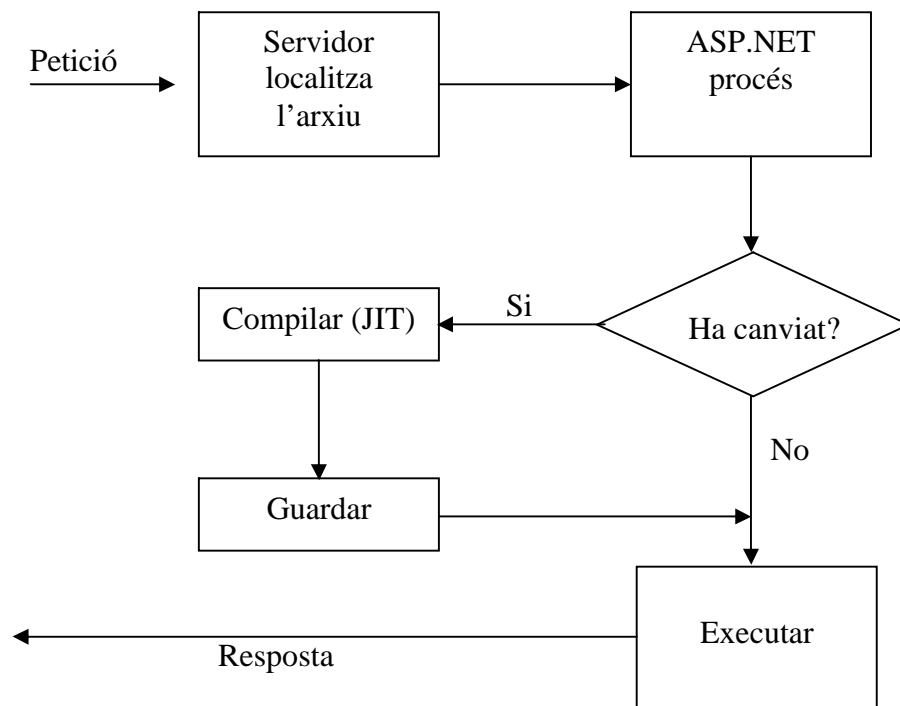 Petició
Servidor
localitza
l’arxiu
ASP.NET
procés
Si
Compilar (JIT)
Ha canviat?
No
Guardar
Executar
Resposta